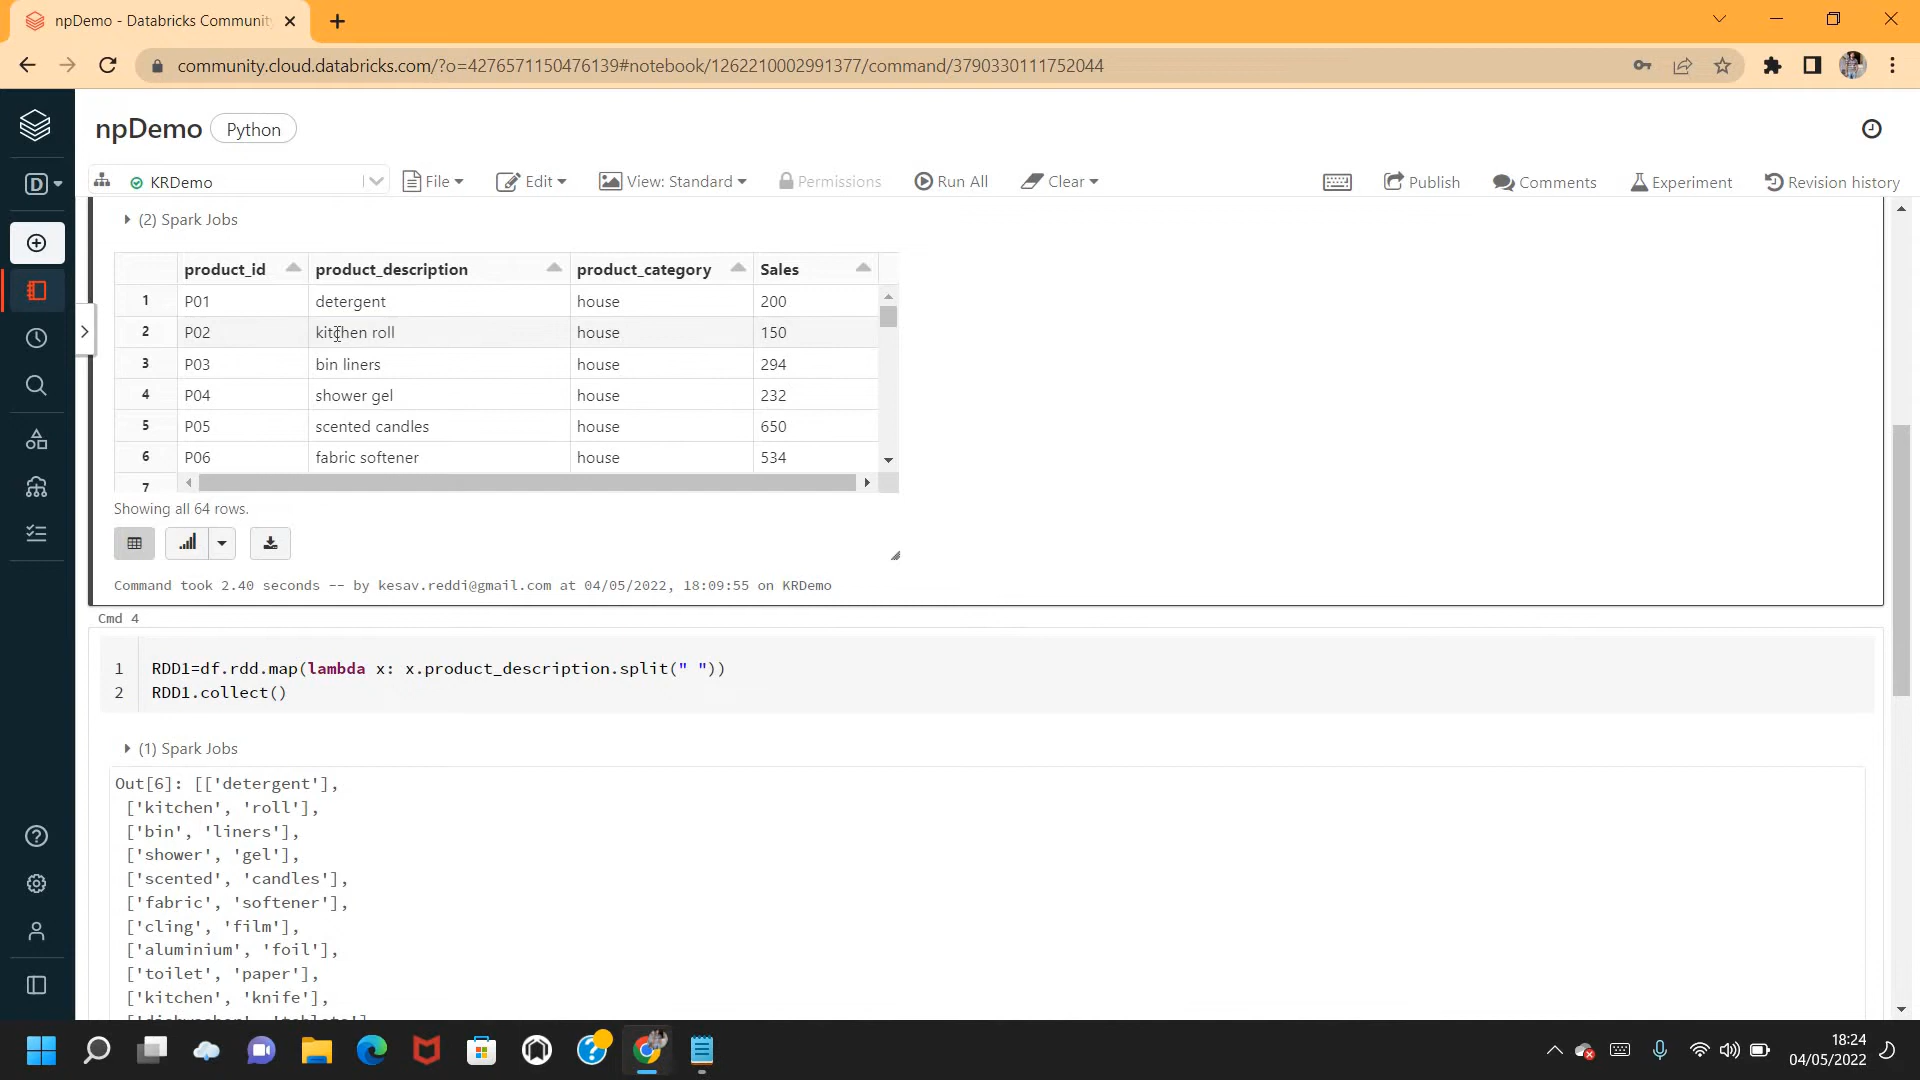 npDemo - Databricks Community
community.cloud.databricks.com/?o=4276571150476139#notebook/1262210002991377/command/3790330111752044
npDemo Python
D KRDemo File Edit View: Standard Permissions Run All Clear Publish Comments Experiment Revision history
(2) Spark Jobs
product_id product_description product_category Sales
1 P01 detergent house 200
2 P02 kitchen roll house 150
3 P03 bin liners house 294
4 P04 shower gel house 232
5 P05 scented candles house 650
6 P06 fabric softener house 534
7
Showing all 64 rows.
Command took 2.40 seconds -- by kesav.reddi@gmail.com at 04/05/2022, 18:09:55 on KRDemo
Cmd 4
1 RDD1=df.rdd.map(lambda x: x.product_description.split(" "))
2 RDD1.collect()
(1) Spark Jobs
Out[6]: [['detergent'],
['kitchen', 'roll'],
['bin', 'liners'],
['shower', 'gel'],
['scented', 'candles'],
['fabric', 'softener'],
['cling', 'film'],
['aluminium', 'foil'],
['toilet', 'paper'],
['kitchen', 'knife'],
18:24
04/05/2022